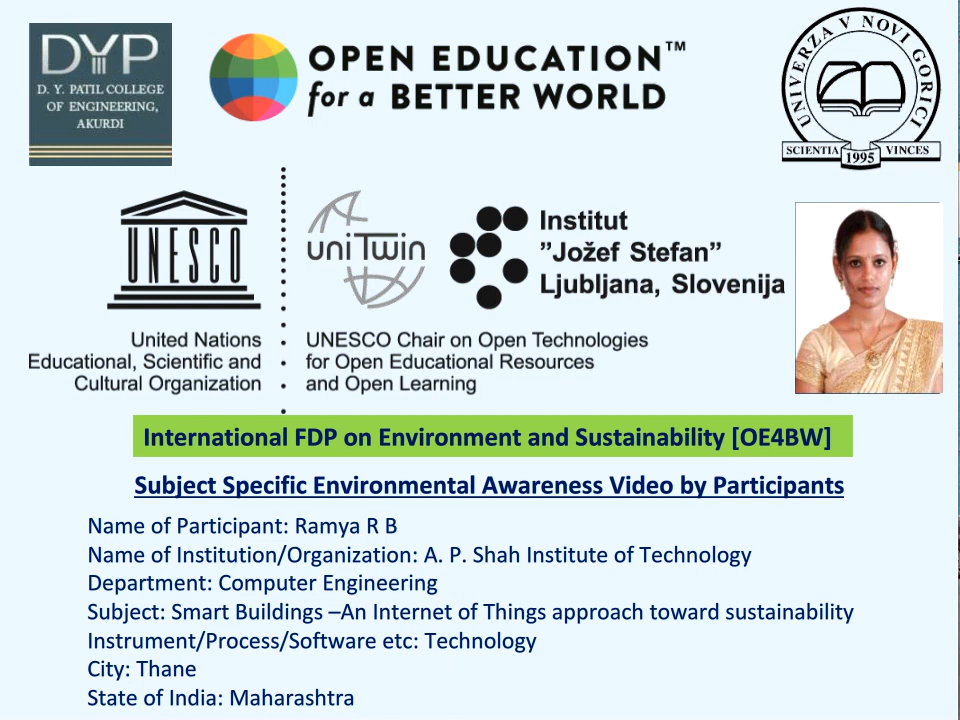 DYP
D. Y. PATIL COLLEGE
OF ENGINEERING,
AKURDI
OPEN EDUCATION™
for a BETTER WORLD
UNIVERZA V NOVI GORICI
SCIENTIA 1995 VINCES
UNESCO
uniTwin
Institut
”Jožef Stefan”
Ljubljana, Slovenija
United Nations
Educational, Scientific and
Cultural Organization
UNESCO Chair on Open Technologies
for Open Educational Resources
and Open Learning
International FDP on Environment and Sustainability [OE4BW]
Subject Specific Environmental Awareness Video by Participants
Name of Participant: Ramya R B
Name of Institution/Organization: A. P. Shah Institute of Technology
Department: Computer Engineering
Subject: Smart Buildings –An Internet of Things approach toward sustainability
Instrument/Process/Software etc: Technology
City: Thane
State of India: Maharashtra